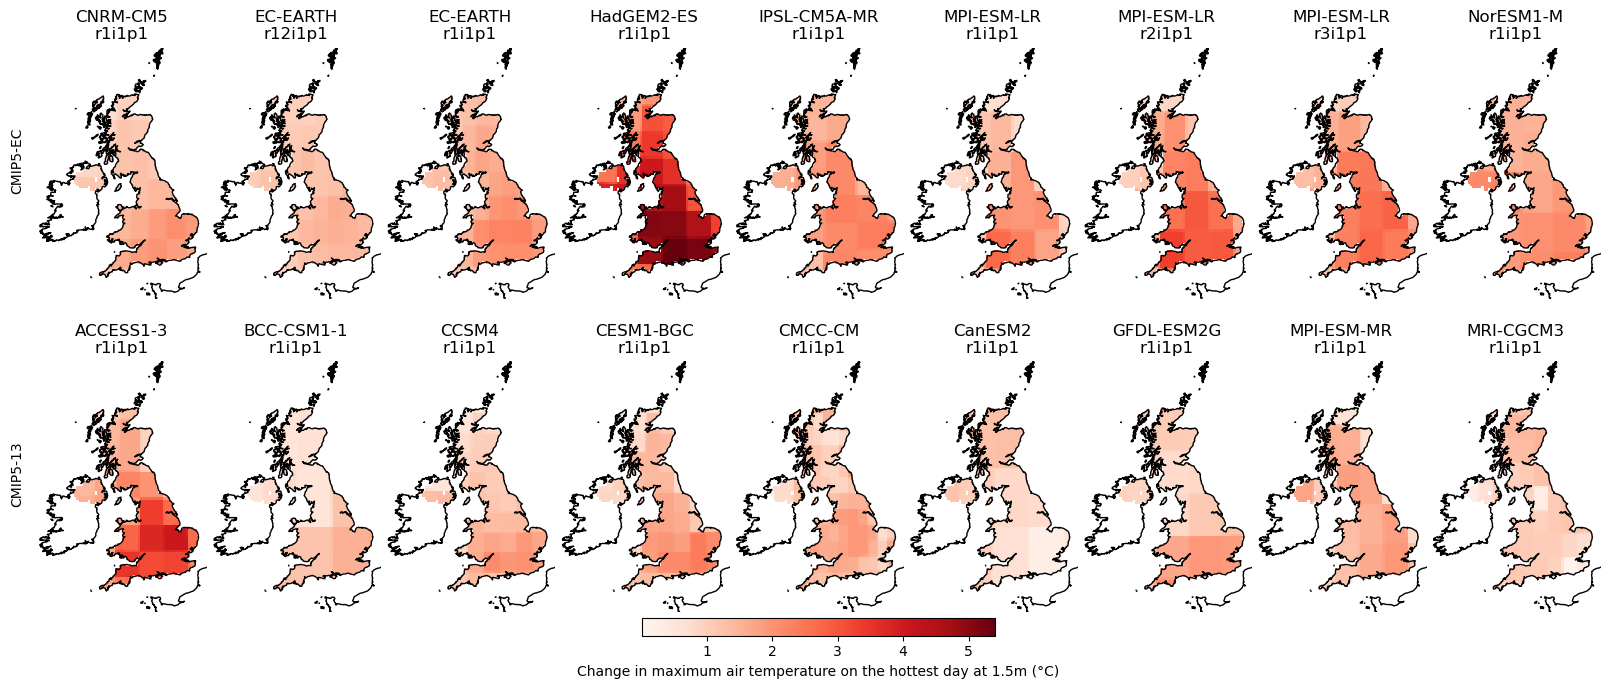 CNRM-CM5
r1i1p1
EC-EARTH
r12i1p1
EC-EARTH
r1i1p1
HadGEM2-ES
r1i1p1
IPSL-CM5A-MR
r1i1p1
MPI-ESM-LR
r1i1p1
MPI-ESM-LR
r2i1p1
MPI-ESM-LR
r3i1p1
NorESM1-M
r1i1p1
CMIP5-EC
ACCESS1-3
r1i1p1
BCC-CSM1-1
r1i1p1
CCSM4
r1i1p1
CESM1-BGC
r1i1p1
CMCC-CM
r1i1p1
CanESM2
r1i1p1
GFDL-ESM2G
r1i1p1
MPI-ESM-MR
r1i1p1
MRI-CGCM3
r1i1p1
CMIP5-13
1 2 3 4 5
Change in maximum air temperature on the hottest day at 1.5m (°C)